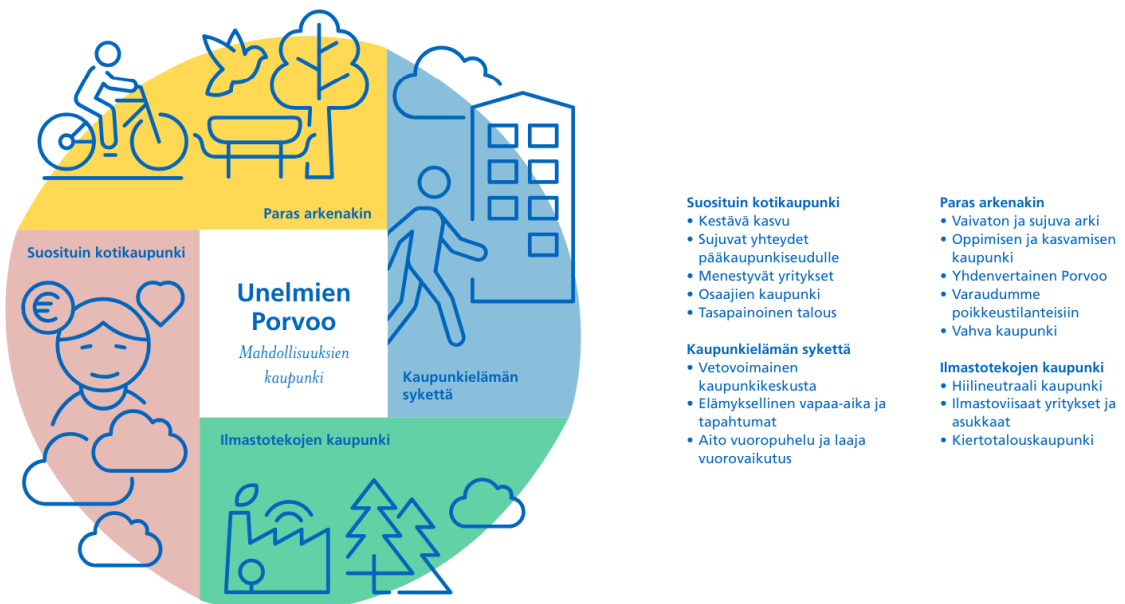 Paras arkenakin
Suosituin kotikaupunki
Unelmien
Porvoo
Mahdollisuuksien
kaupunki
Kaupunkielämän
sykettä
Ilmastotekojen kaupunki
€
Suosituin kotikaupunki
• Kestävä kasvu
• Sujuvat yhteydet
pääkaupunkiseudulle
• Menestyvät yritykset
• Osaajien kaupunki
• Tasapainoinen talous
Kaupunkielämän sykettä
• Vetovoimainen
kaupunkikeskusta
• Elämyksellinen vapaa-aika ja
tapahtumat
• Aito vuoropuhelu ja laaja
vuorovaikutus
Paras arkenakin
• Vaivaton ja sujuva arki
• Oppimisen ja kasvamisen
kaupunki
• Yhdenvertainen Porvoo
• Varaudumme
poikkeustilanteisiin
• Vahva kaupunki
Ilmastotekojen kaupunki
• Hiilineutraali kaupunki
• Ilmastoviisaat yritykset ja
asukkaat
• Kiertotalouskaupunki